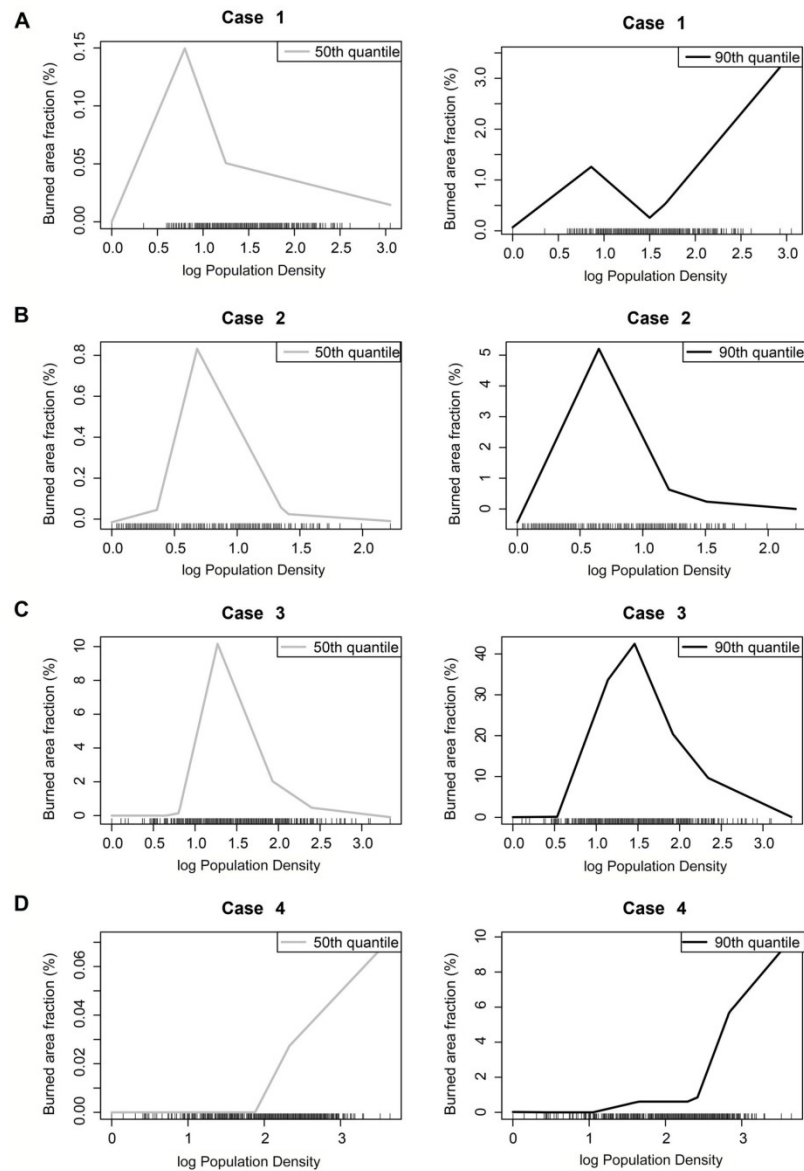 A
Case 1
Burned area fraction (%)
0.15
0.10
0.05
0.00
50th quantile
0.0 0.5 1.0 1.5 2.0 2.5 3.0
log Population Density
Case 1
Burned area fraction (%)
3.0
2.0
1.0
0.0
90th quantile
0.0 0.5 1.0 1.5 2.0 2.5 3.0
log Population Density
B
Case 2
Burned area fraction (%)
0.8
0.6
0.4
0.2
0.0
50th quantile
0.0 0.5 1.0 1.5 2.0
log Population Density
Case 2
Burned area fraction (%)
5
4
3
2
1
0
90th quantile
0.0 0.5 1.0 1.5 2.0
log Population Density
C
Case 3
Burned area fraction (%)
10
8
6
4
2
0
50th quantile
0.0 0.5 1.0 1.5 2.0 2.5 3.0
log Population Density
Case 3
Burned area fraction (%)
40
30
20
10
0
90th quantile
0.0 0.5 1.0 1.5 2.0 2.5 3.0
log Population Density
D
Case 4
Burned area fraction (%)
0.06
0.04
0.02
0.00
50th quantile
0 1 2 3
log Population Density
Case 4
Burned area fraction (%)
10
8
6
4
2
0
90th quantile
0 1 2 3
log Population Density